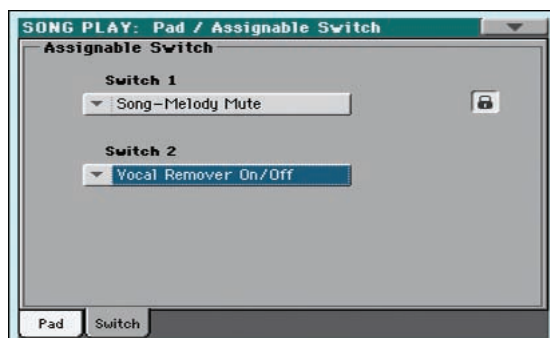 SONG PLAY: Pad / Assignable Switch
Assignable Switch
Switch 1
Song-Melody Mute
Switch 2
Vocal Remover On/Off
Pad Switch